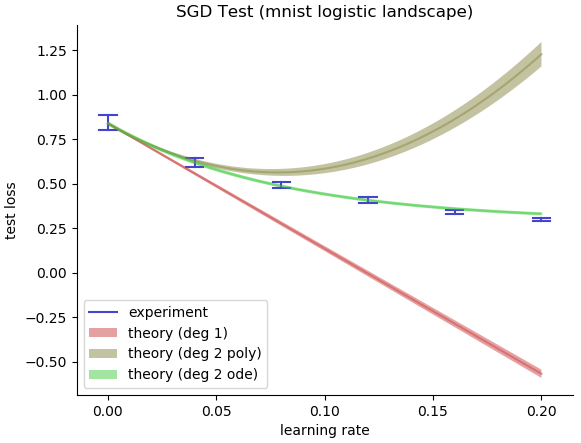 SGD Test (mnist logistic landscape)
test loss
1.25
1.00
0.75
0.50
0.25
0.00
−0.25
−0.50
experiment
theory (deg 1)
theory (deg 2 poly)
theory (deg 2 ode)
0.00 0.05 0.10 0.15 0.20
learning rate